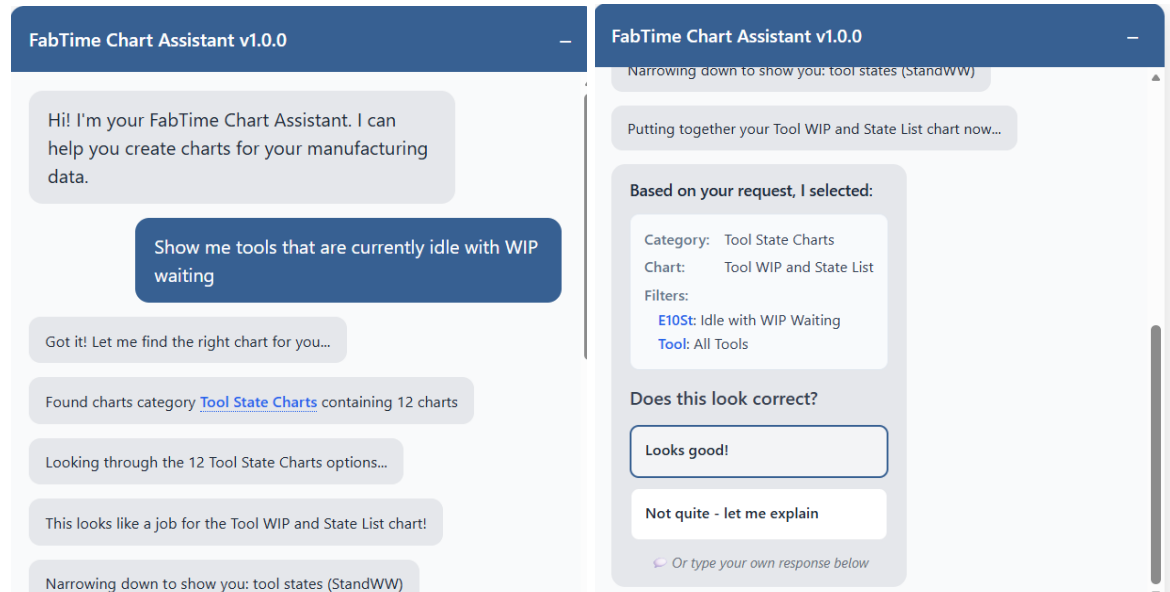 FabTime Chart Assistant v1.0.0
Hi! I'm your FabTime Chart Assistant. I can
help you create charts for your manufacturing
data.
Show me tools that are currently idle with WIP
waiting
Got it! Let me find the right chart for you...
Found charts category Tool State Charts containing 12 charts
Looking through the 12 Tool State Charts options...
This looks like a job for the Tool WIP and State List chart!
Narrowing down to show you: tool states (StandWW)
FabTime Chart Assistant v1.0.0
Narrowing down to show you: tool states (StandWW)
Putting together your Tool WIP and State List chart now...
Based on your request, I selected:
Category: Tool State Charts
Chart: Tool WIP and State List
Filters:
E10St: Idle with WIP Waiting
Tool: All Tools
Does this look correct?
Looks good!
Not quite - let me explain
Or type your own response below